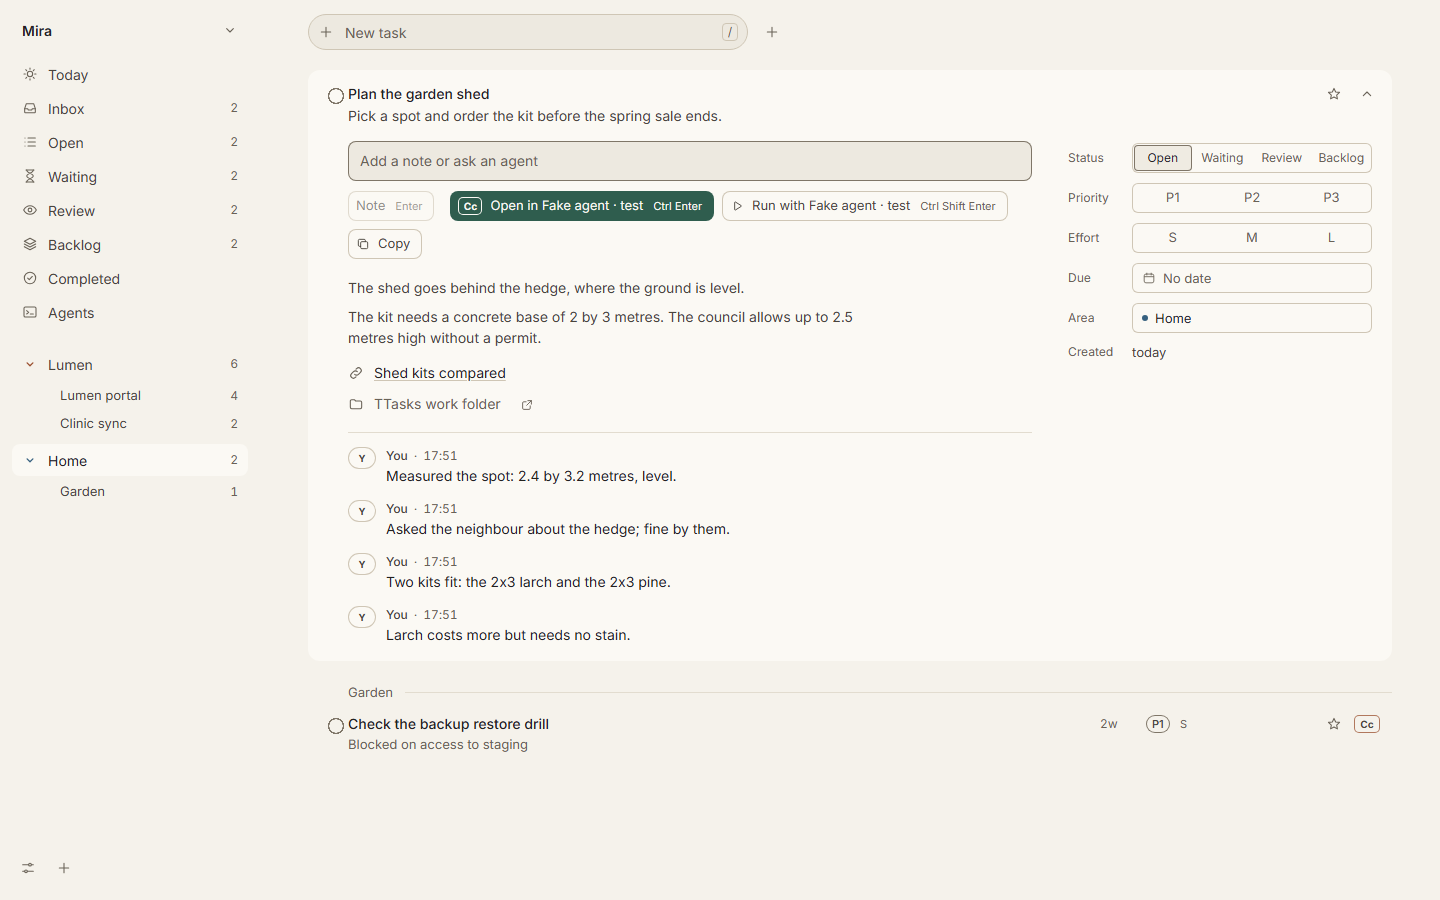 Mira
Today
Inbox 2
Open 2
Waiting 2
Review 2
Backlog 2
Completed
Agents
Lumen 6
Lumen portal 4
Clinic sync 2
Home 2
Garden 1
New task /
Plan the garden shed
Pick a spot and order the kit before the spring sale ends.
Add a note or ask an agent
Note Enter
Cc Open in Fake agent · test Ctrl Enter
Run with Fake agent · test Ctrl Shift Enter
Copy
The shed goes behind the hedge, where the ground is level.
The kit needs a concrete base of 2 by 3 metres. The council allows up to 2.5
metres high without a permit.
Shed kits compared
TTasks work folder
Y You · 17:51
Measured the spot: 2.4 by 3.2 metres, level.
Y You · 17:51
Asked the neighbour about the hedge; fine by them.
Y You · 17:51
Two kits fit: the 2x3 larch and the 2x3 pine.
Y You · 17:51
Larch costs more but needs no stain.
Status Open Waiting Review Backlog
Priority P1 P2 P3
Effort S M L
Due No date
Area Home
Created today
Garden
Check the backup restore drill 2w P1 S Cc
Blocked on access to staging